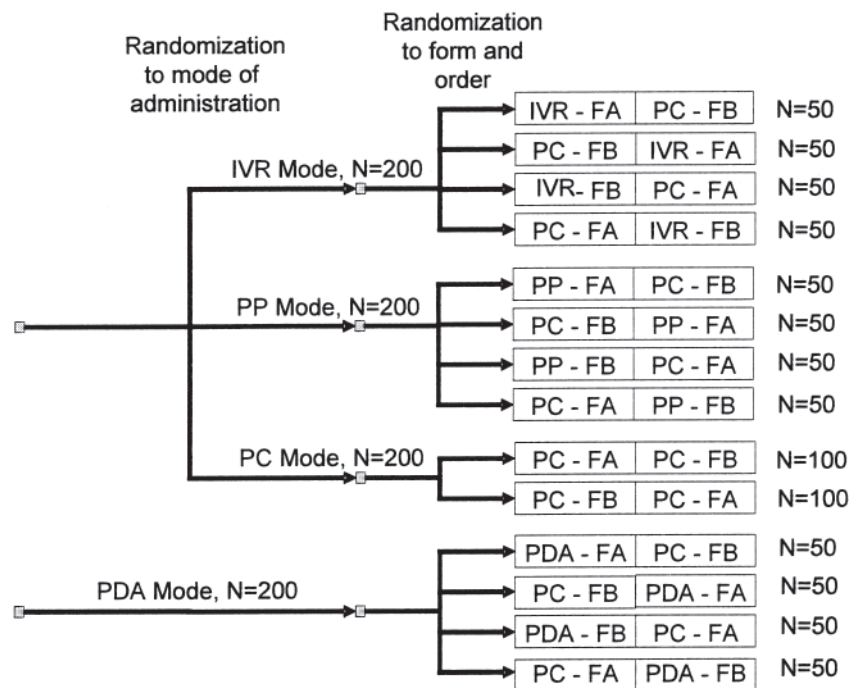 Randomization
to mode of
administration
Randomization
to form and
order
IVR Mode, N=200
IVR - FA PC - FB N=50
PC - FB IVR - FA N=50
IVR- FB PC - FA N=50
PC - FA IVR - FB N=50
PP Mode, N=200
PP - FA PC - FB N=50
PC - FB PP - FA N=50
PP - FB PC - FA N=50
PC - FA PP - FB N=50
PC Mode, N=200
PC - FA PC - FB N=100
PC - FB PC - FA N=100
PDA Mode, N=200
PDA - FA PC - FB N=50
PC - FB PDA - FA N=50
PDA - FB PC - FA N=50
PC - FA PDA - FB N=50